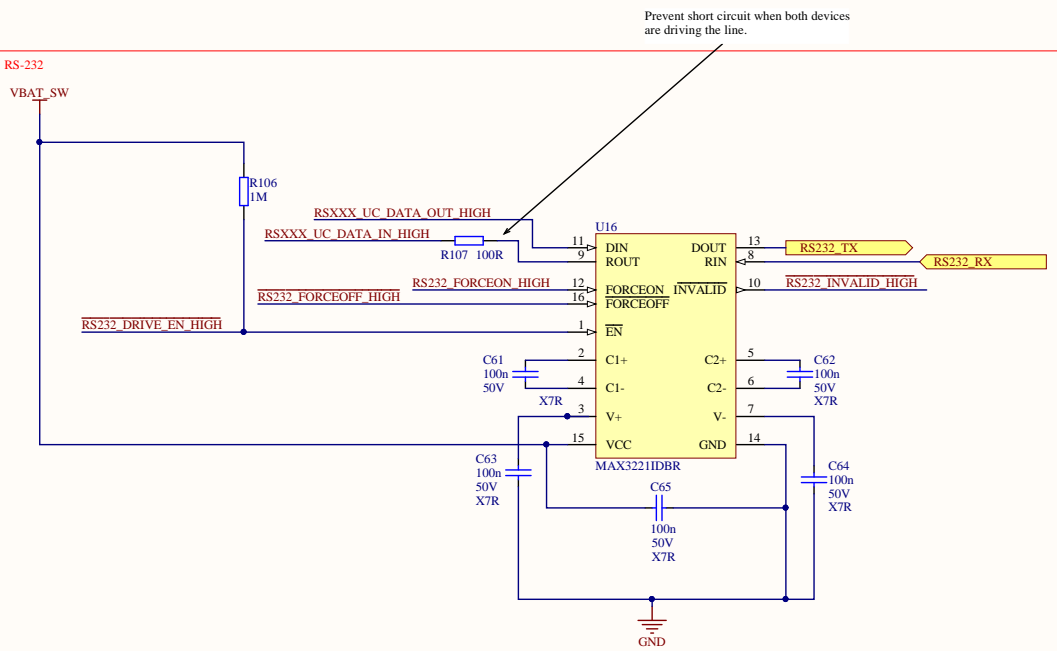 Prevent short circuit when both devices
are driving the line.
RS-232
VBAT_SW
R106
1M
RSXXX_UC_DATA_OUT_HIGH
RSXXX_UC_DATA_IN_HIGH
R107 100R
RS232_FORCEON_HIGH
RS232_FORCEOFF_HIGH
RS232_DRIVE_EN_HIGH
U16
11 DIN DOUT 13
9 ROUT RIN 8
12 FORCEON INVALID 10
16 FORCEOFF
1 EN
2 C1+ C2+ 5
4 C1- C2- 6
3 V+ V- 7
15 VCC GND 14
MAX3221IDBR
RS232_TX
RS232_RX
RS232_INVALID_HIGH
C61
100n
50V
X7R
C62
100n
50V
X7R
C63
100n
50V
X7R
C65
100n
50V
X7R
C64
100n
50V
X7R
GND